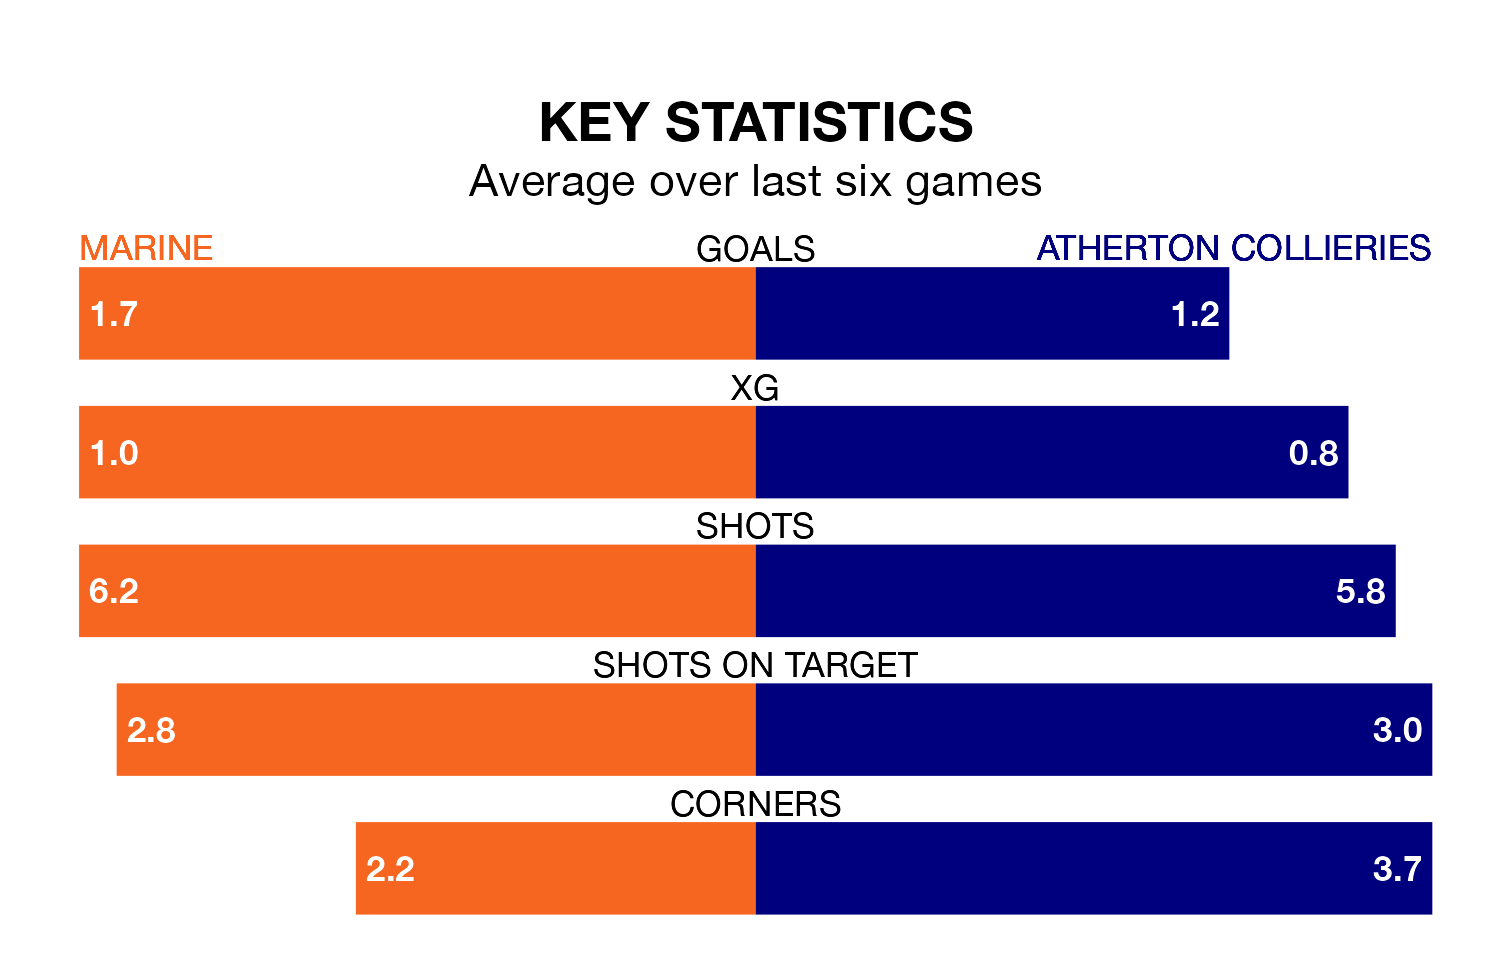 KEY STATISTICS
Average over last six games
MARINE GOALS ATHERTON COLLIERIES
1.7 1.2
XG
1.0 0.8
SHOTS
6.2 5.8
SHOTS ON TARGET
2.8 3.0
CORNERS
2.2 3.7